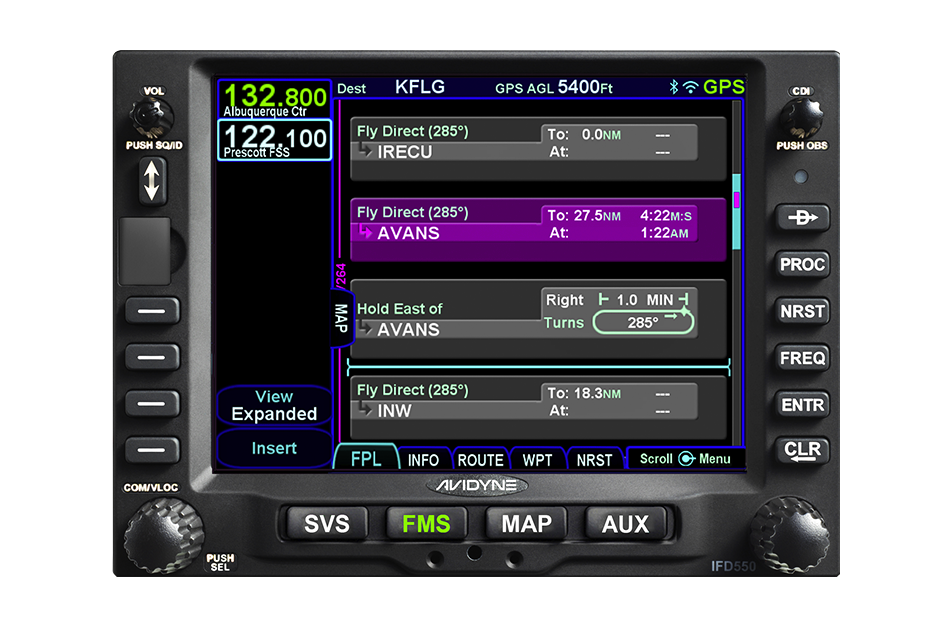 VOL
PUSH SQ/ID
132.800
Albuquerque Ctr
122.100
Prescott FSS
Dest KFLG GPS AGL 5400Ft GPS
Fly Direct (285°)
IRECU
To: 0.0NM ---
At: ---
Fly Direct (285°)
AVANS
To: 27.5NM 4:22M:S
At: 1:22AM
V264
MAP
Hold East of
AVANS
Right 1.0 MIN
Turns 285°
Fly Direct (285°)
INW
To: 18.3NM ---
At: ---
View
Expanded
Insert
FPL INFO ROUTE WPT NRST Scroll Menu
CDI
PUSH OBS
D
PROC
NRST
FREQ
ENTR
CLR
AVIDYNE
COM/VLOC
PUSH
SEL
SVS FMS MAP AUX
IFD550